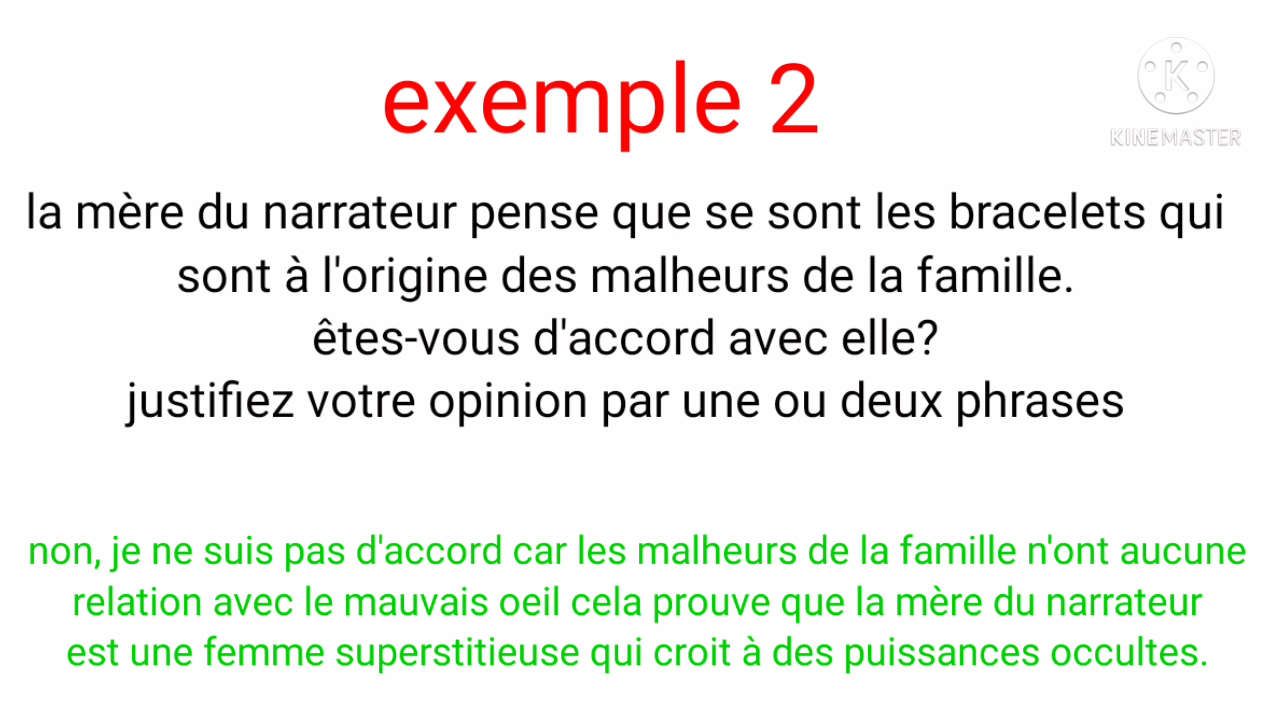 exemple 2
K
KINEMASTER
la mère du narrateur pense que se sont les bracelets qui
sont à l'origine des malheurs de la famille.
êtes-vous d'accord avec elle?
justifiez votre opinion par une ou deux phrases
non, je ne suis pas d'accord car les malheurs de la famille n'ont aucune
relation avec le mauvais oeil cela prouve que la mère du narrateur
est une femme superstitieuse qui croit à des puissances occultes.